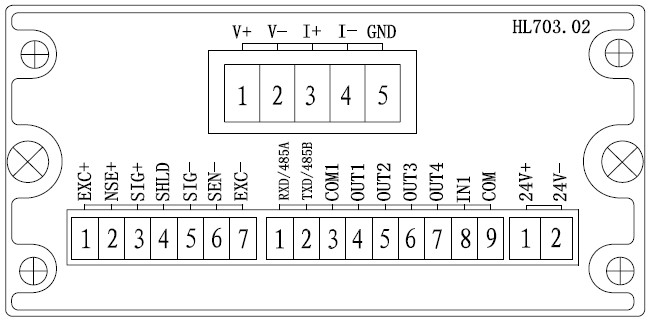 HL703.02
V+ V- I+ I- GND
1 2 3 4 5
EXC+ NSE+ SIG+ SHLD SIG- SEN- EXC- RXD/485A TXD/485B COM1 OUT1 OUT2 OUT3 OUT4 IN1 COM 24V+ 24V-
1 2 3 4 5 6 7 1 2 3 4 5 6 7 8 9 1 2